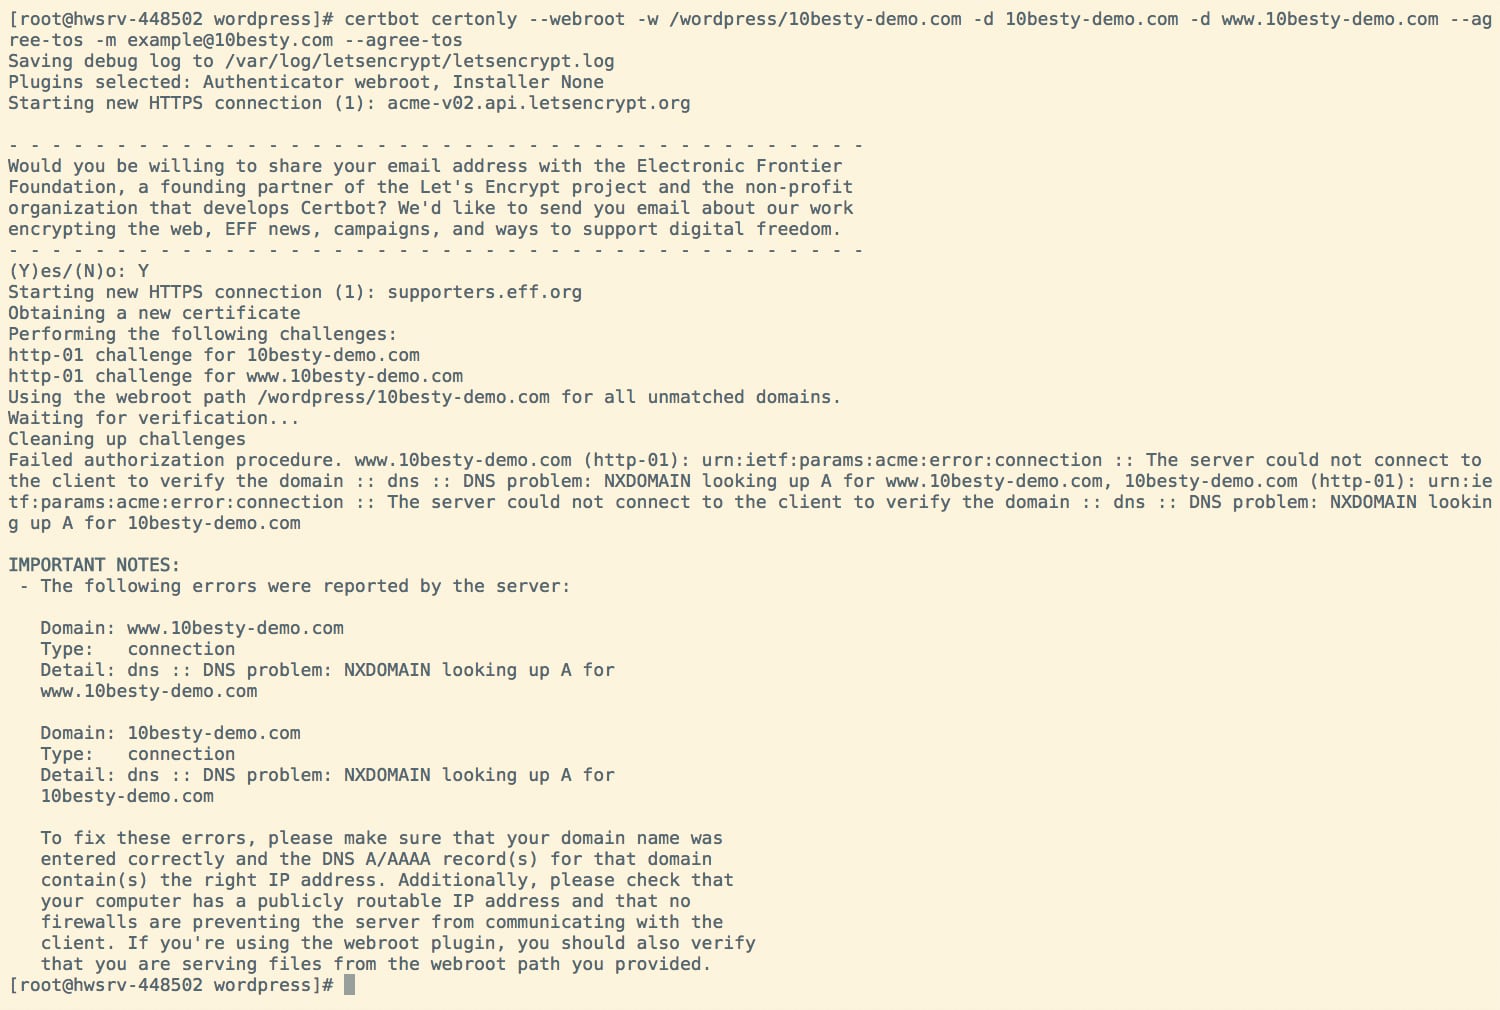 [root@hwsrv-448502 wordpress]# certbot certonly --webroot -w /wordpress/10besty-demo.com -d 10besty-demo.com -d www.10besty-demo.com --ag
ree-tos -m example@10besty.com --agree-tos
Saving debug log to /var/log/letsencrypt/letsencrypt.log
Plugins selected: Authenticator webroot, Installer None
Starting new HTTPS connection (1): acme-v02.api.letsencrypt.org
- - - - - - - - - - - - - - - - - - - - - - - - - - - - - - - - - - - - - - - -
Would you be willing to share your email address with the Electronic Frontier
Foundation, a founding partner of the Let's Encrypt project and the non-profit
organization that develops Certbot? We'd like to send you email about our work
encrypting the web, EFF news, campaigns, and ways to support digital freedom.
- - - - - - - - - - - - - - - - - - - - - - - - - - - - - - - - - - - - - - - -
(Y)es/(N)o: Y
Starting new HTTPS connection (1): supporters.eff.org
Obtaining a new certificate
Performing the following challenges:
http-01 challenge for 10besty-demo.com
http-01 challenge for www.10besty-demo.com
Using the webroot path /wordpress/10besty-demo.com for all unmatched domains.
Waiting for verification...
Cleaning up challenges
Failed authorization procedure. www.10besty-demo.com (http-01): urn:ietf:params:acme:error:connection :: The server could not connect to
the client to verify the domain :: dns :: DNS problem: NXDOMAIN looking up A for www.10besty-demo.com, 10besty-demo.com (http-01): urn:ie
tf:params:acme:error:connection :: The server could not connect to the client to verify the domain :: dns :: DNS problem: NXDOMAIN lookin
g up A for 10besty-demo.com
IMPORTANT NOTES:
- The following errors were reported by the server:
Domain: www.10besty-demo.com
Type: connection
Detail: dns :: DNS problem: NXDOMAIN looking up A for
www.10besty-demo.com
Domain: 10besty-demo.com
Type: connection
Detail: dns :: DNS problem: NXDOMAIN looking up A for
10besty-demo.com
To fix these errors, please make sure that your domain name was
entered correctly and the DNS A/AAAA record(s) for that domain
contain(s) the right IP address. Additionally, please check that
your computer has a publicly routable IP address and that no
firewalls are preventing the server from communicating with the
client. If you're using the webroot plugin, you should also verify
that you are serving files from the webroot path you provided.
[root@hwsrv-448502 wordpress]#